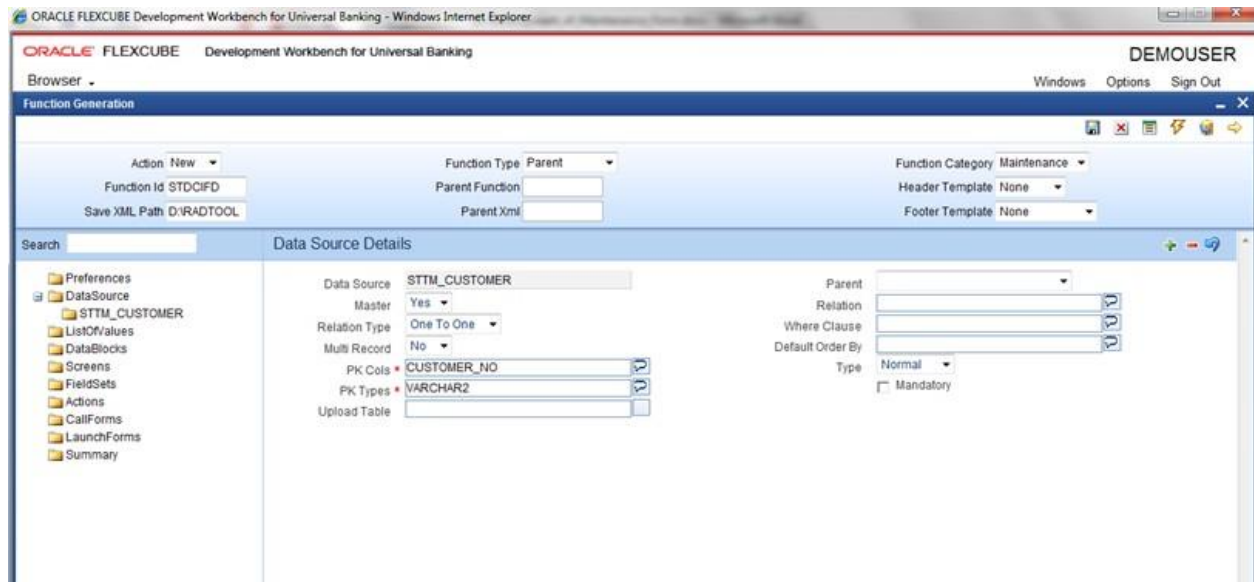 ORACLE FLEXCUBE Development Workbench for Universal Banking - Windows Internet Explorer
ORACLE FLEXCUBE Development Workbench for Universal Banking DEMOUSER
Browser Windows Options Sign Out
Function Generation
Action New Function Type Parent Function Category Maintenance
Function Id STDCIFD Parent Function Header Template None
Save XML Path D:\RADTOOL Parent Xml Footer Template None
Search Data Source Details
Preferences
DataSource
STTM_CUSTOMER
ListOfValues
DataBlocks
Screens
FieldSets
Actions
CallForms
LaunchForms
Summary
Data Source STTM_CUSTOMER
Master Yes
Relation Type One To One
Multi Record No
PK Cols * CUSTOMER_NO
PK Types * VARCHAR2
Upload Table
Parent
Relation
Where Clause
Default Order By
Type Normal
Mandatory